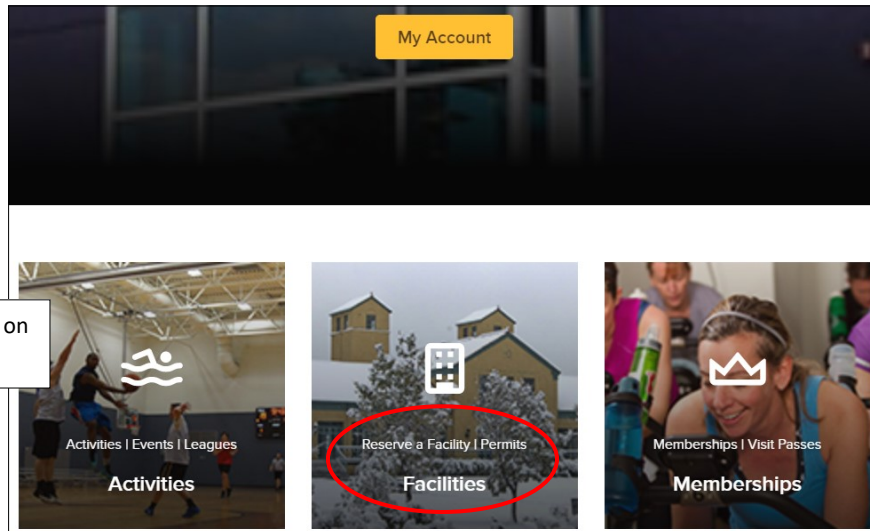 My Account
on
Activities | Events | Leagues
Activities
Reserve a Facility | Permits
Facilities
Memberships | Visit Passes
Memberships